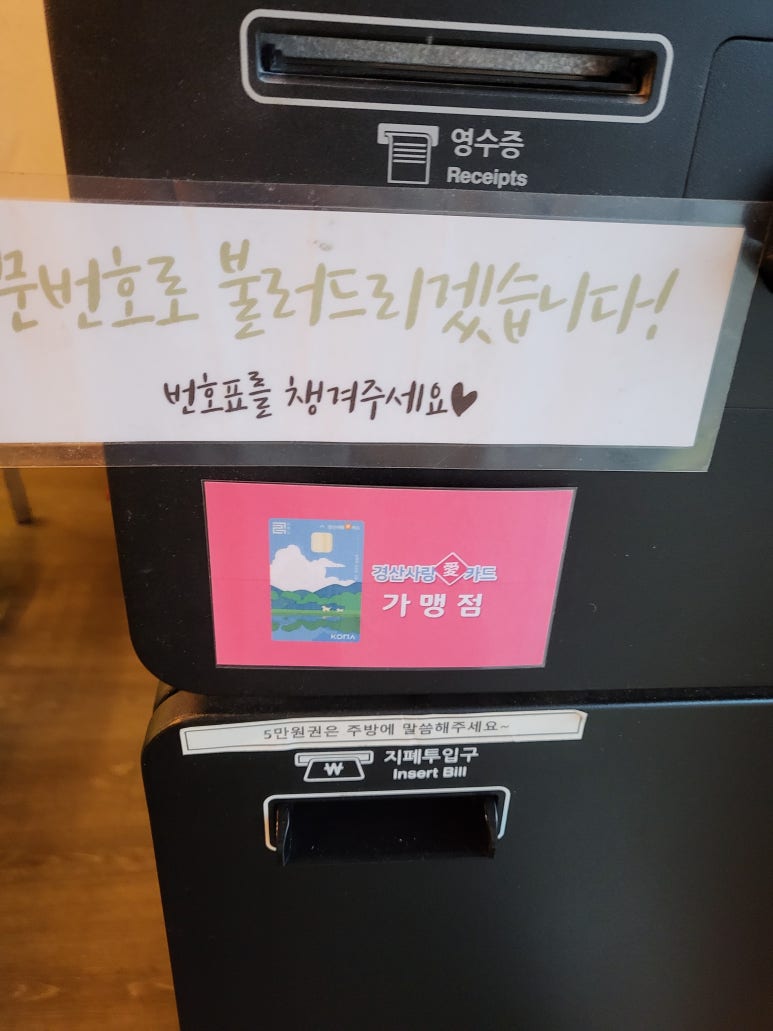 영수증
Receipts
문번호로 불러드리겠습니다!
번호표를 챙겨주세요♥
경산사랑 愛 카드
가맹점
KONA
5만원권은 주방에 말씀해주세요~
₩
지폐투입구
Insert Bill